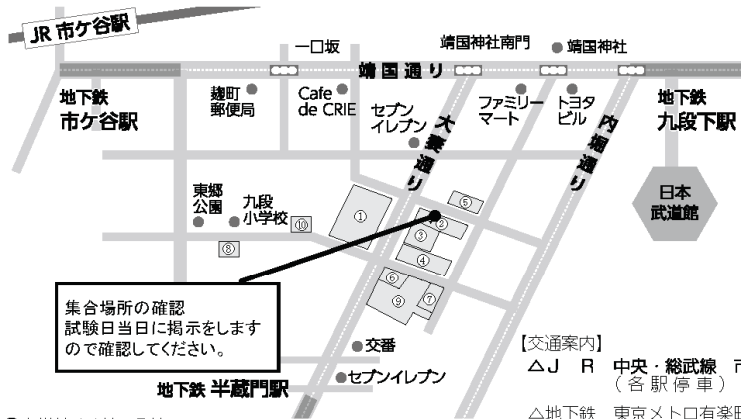 JR 市ケ谷駅
一口坂
靖国神社南門
靖国神社
靖国通り
地下鉄
市ケ谷駅
麹町
郵便局
Cafe
de CRIE
セブン
イレブン
大妻通り
ファミリー
マート
トヨタ
ビル
内堀通り
地下鉄
九段下駅
日本
武道館
東郷
公園
九段
小学校
⑩
⑧
①
⑤
②
③
④
⑥
⑦
⑨
集合場所の確認
試験日当日に掲示をします
ので確認してください。
交番
セブンイレブン
地下鉄 半蔵門駅
【交通案内】
△J R 中央・総武線
(各駅停車)
△地下鉄 東京メトロ有楽